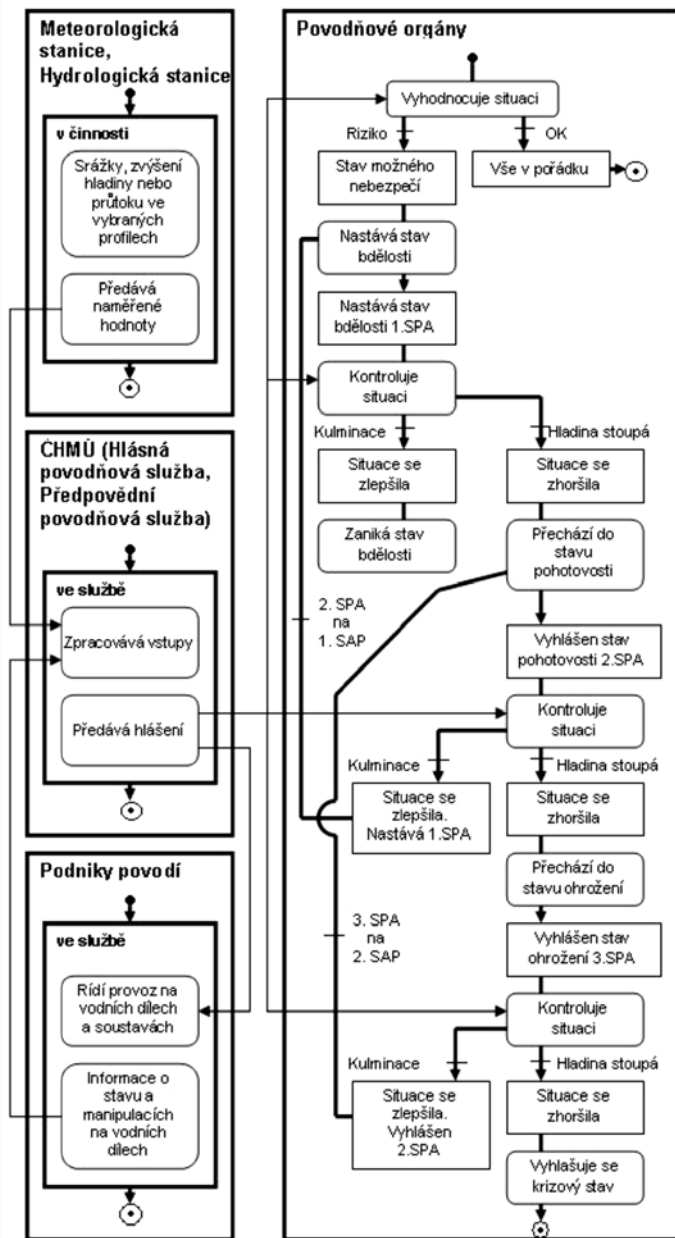 Meteorologická
stanice,
Hydrologická stanice
v činnosti
Srážky, zvýšení
hladiny nebo
průtoku ve
vybraných
profilech
Předává
naměřené
hodnoty
ČHMÚ (Hlásná
povodňová služba,
Předpovědní
povodňová služba)
ve službě
Zpracovává vstupy
Předává hlášení
Podniky povodí
ve službě
Řídí provoz na
vodních dílech
a soustavách
Informace o
stavu a
manipulacích
na vodních
dílech
Povodňové orgány
Vyhodnocuje situaci
Riziko
OK
Stav možného
nebezpečí
Vše v pořádku
Nastává stav
bdělosti
Nastává stav
bdělosti 1.SPA
Kontroluje
situaci
Kulminace
Hladina stoupá
Situace se
zlepšila
Situace se
zhoršila
Zaniká stav
bdělosti
Přechází do
stavu
pohotovosti
2. SPA
na
1. SAP
Vyhlášen stav
pohotovosti 2.SPA
Kontroluje
situaci
Kulminace
Hladina stoupá
Situace se
zlepšila.
Nastává 1.SPA
Situace se
zhoršila
Přechází do
stavu ohrožení
3. SPA
na
2. SAP
Vyhlášen stav
ohrožení 3.SPA
Kontroluje
situaci
Kulminace
Hladina stoupá
Situace se
zlepšila.
Vyhlášen
2.SPA
Situace se
zhoršila
Vyhlašuje se
krizový stav